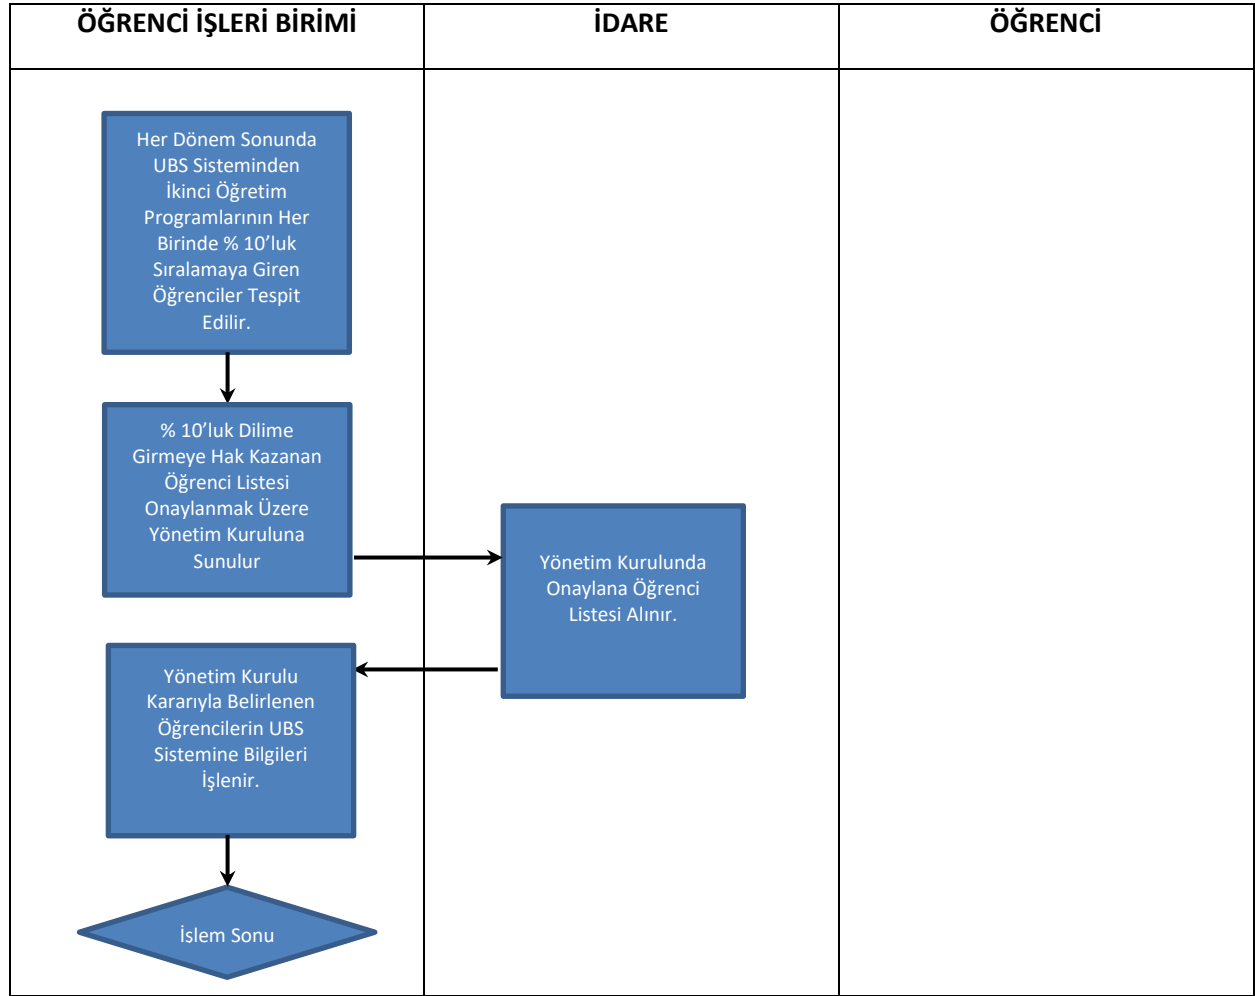 ÖĞRENCİ İŞLERİ BİRİMİ
İDARE
ÖĞRENCİ
Her Dönem Sonunda
UBS Sisteminden
İkinci Öğretim
Programlarının Her
Birinde % 10’luk
Sıralamaya Giren
Öğrenciler Tespit
Edilir.
% 10’luk Dilime
Girmeye Hak Kazanan
Öğrenci Listesi
Onaylanmak Üzere
Yönetim Kuruluna
Sunulur
Yönetim Kurulunda
Onaylana Öğrenci
Listesi Alınır.
Yönetim Kurulu
Kararıyla Belirlenen
Öğrencilerin UBS
Sistemine Bilgileri
İşlenir.
İslem Sonu